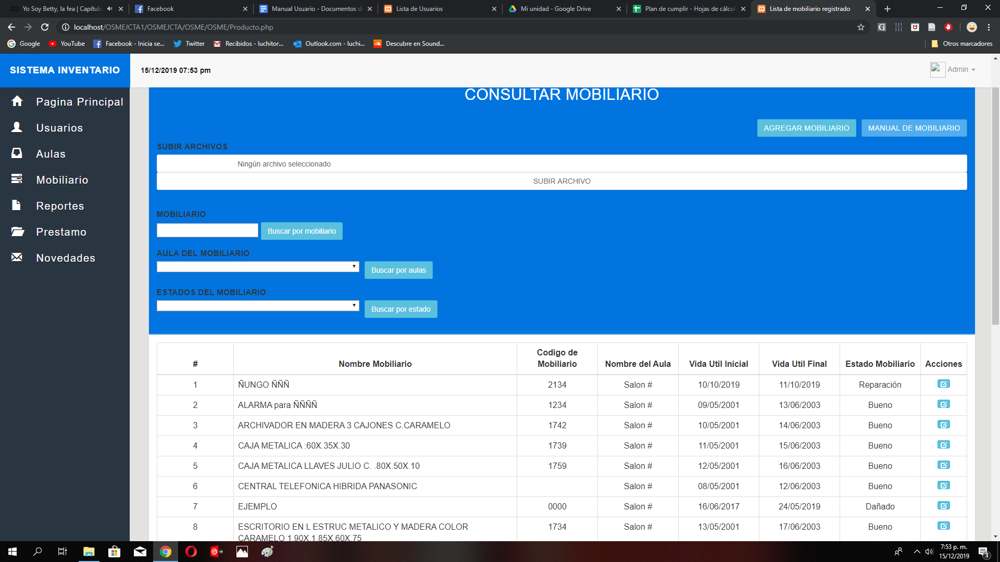 Yo Soy Betty, la fea | Capítulo
Facebook
Manual Usuario - Documentos de
Lista de Usuarios
Mi unidad - Google Drive
Plan de cumplir - Hojas de cálcul
Lista de mobiliario registrado
localhost/OSMEJCTA1/OSMEJCTA/OSME/OSME/Producto.php
Google
YouTube
Facebook - Inicia se...
Twitter
Recibidos - luchitor...
Outlook.com - luchi...
Descubre en Sound...
Otros marcadores
SISTEMA INVENTARIO
15/12/2019 07:53 pm
Admin
Pagina Principal
Usuarios
Aulas
Mobiliario
Reportes
Prestamo
Novedades
CONSULTAR MOBILIARIO
AGREGAR MOBILIARIO
MANUAL DE MOBILIARIO
SUBIR ARCHIVOS
Ningún archivo seleccionado
SUBIR ARCHIVO
MOBILIARIO
Buscar por mobiliario
AULA DEL MOBILIARIO
Buscar por aulas
ESTADOS DEL MOBILIARIO
Buscar por estado
# Nombre Mobiliario Codigo de Mobiliario Nombre del Aula Vida Util Inicial Vida Util Final Estado Mobiliario Acciones
1 ÑUNGO ÑÑÑ 2134 Salon # 10/10/2019 11/10/2019 Reparación
2 ALARMA para ÑÑÑÑ 1234 Salon # 09/05/2001 13/06/2003 Bueno
3 ARCHIVADOR EN MADERA 3 CAJONES C.CARAMELO 1742 Salon # 10/05/2001 14/06/2003 Bueno
4 CAJA METALICA .60X.35X.30 1739 Salon # 11/05/2001 15/06/2003 Bueno
5 CAJA METALICA LLAVES JULIO C. .80X.50X.10 1759 Salon # 12/05/2001 16/06/2003 Bueno
6 CENTRAL TELEFONICA HIBRIDA PANASONIC Salon # 08/05/2001 12/06/2003 Bueno
7 EJEMPLO 0000 Salon # 16/06/2017 24/05/2019 Dañado
8 ESCRITORIO EN L ESTRUC METALICO Y MADERA COLOR 1734 Salon # 13/05/2001 17/06/2003 Bueno
CARAMELO 1.90X.1.85X.60X.75
7:53 p. m.
15/12/2019
3